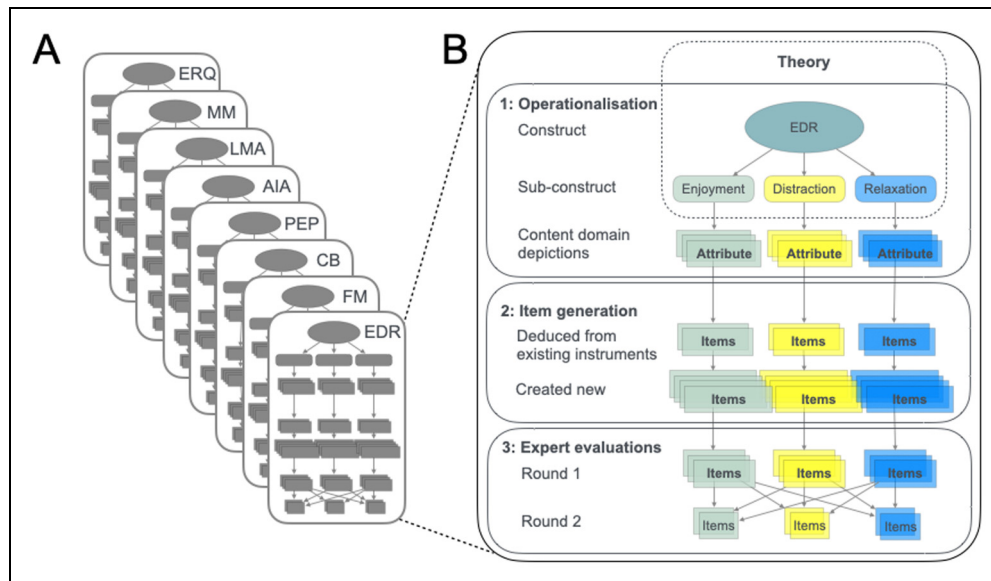 A
ERQ
MM
LMA
AIA
PEP
CB
FM
EDR
B
Theory
1: Operationalisation
Construct
EDR
Sub-construct
Enjoyment Distraction Relaxation
Content domain
depictions
Attribute Attribute Attribute
2: Item generation
Deduced from
existing instruments
Items Items Items
Created new
Items Items Items
3: Expert evaluations
Round 1
Items Items Items
Round 2
Items Items Items